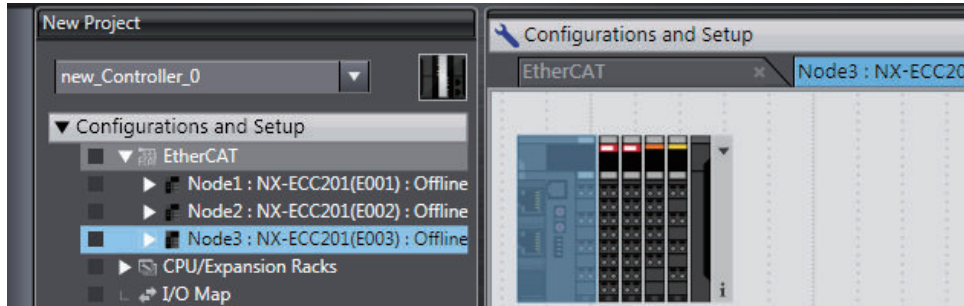 New Project
new_Controller_0
Configurations and Setup
EtherCAT
Node1 : NX-ECC201(E001) : Offline
Node2 : NX-ECC201(E002) : Offline
Node3 : NX-ECC201(E003) : Offline
CPU/Expansion Racks
I/O Map
Configurations and Setup
EtherCAT
Node3 : NX-ECC20
i